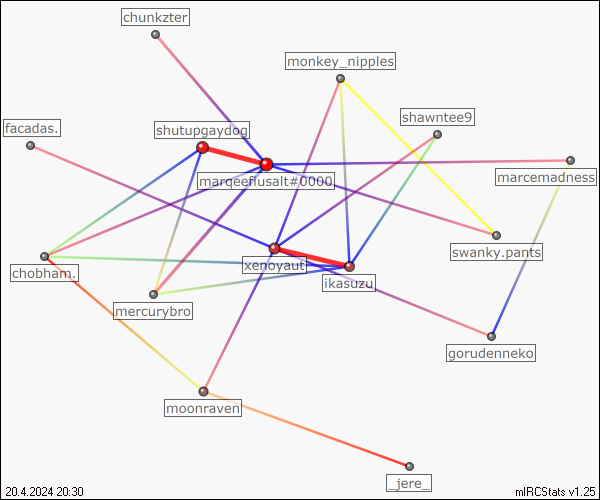 chunkzter
monkey_nipples
shawntee9
facadas.
shutupgaydog
marqeefiusalt#0000
marcemadness
swanky.pants
xenoyaut
chobham.
ikasuzu
mercurybro
gorudenneko
moonraven
_jere_
20.4.2024 20:30
mIRCStats v1.25